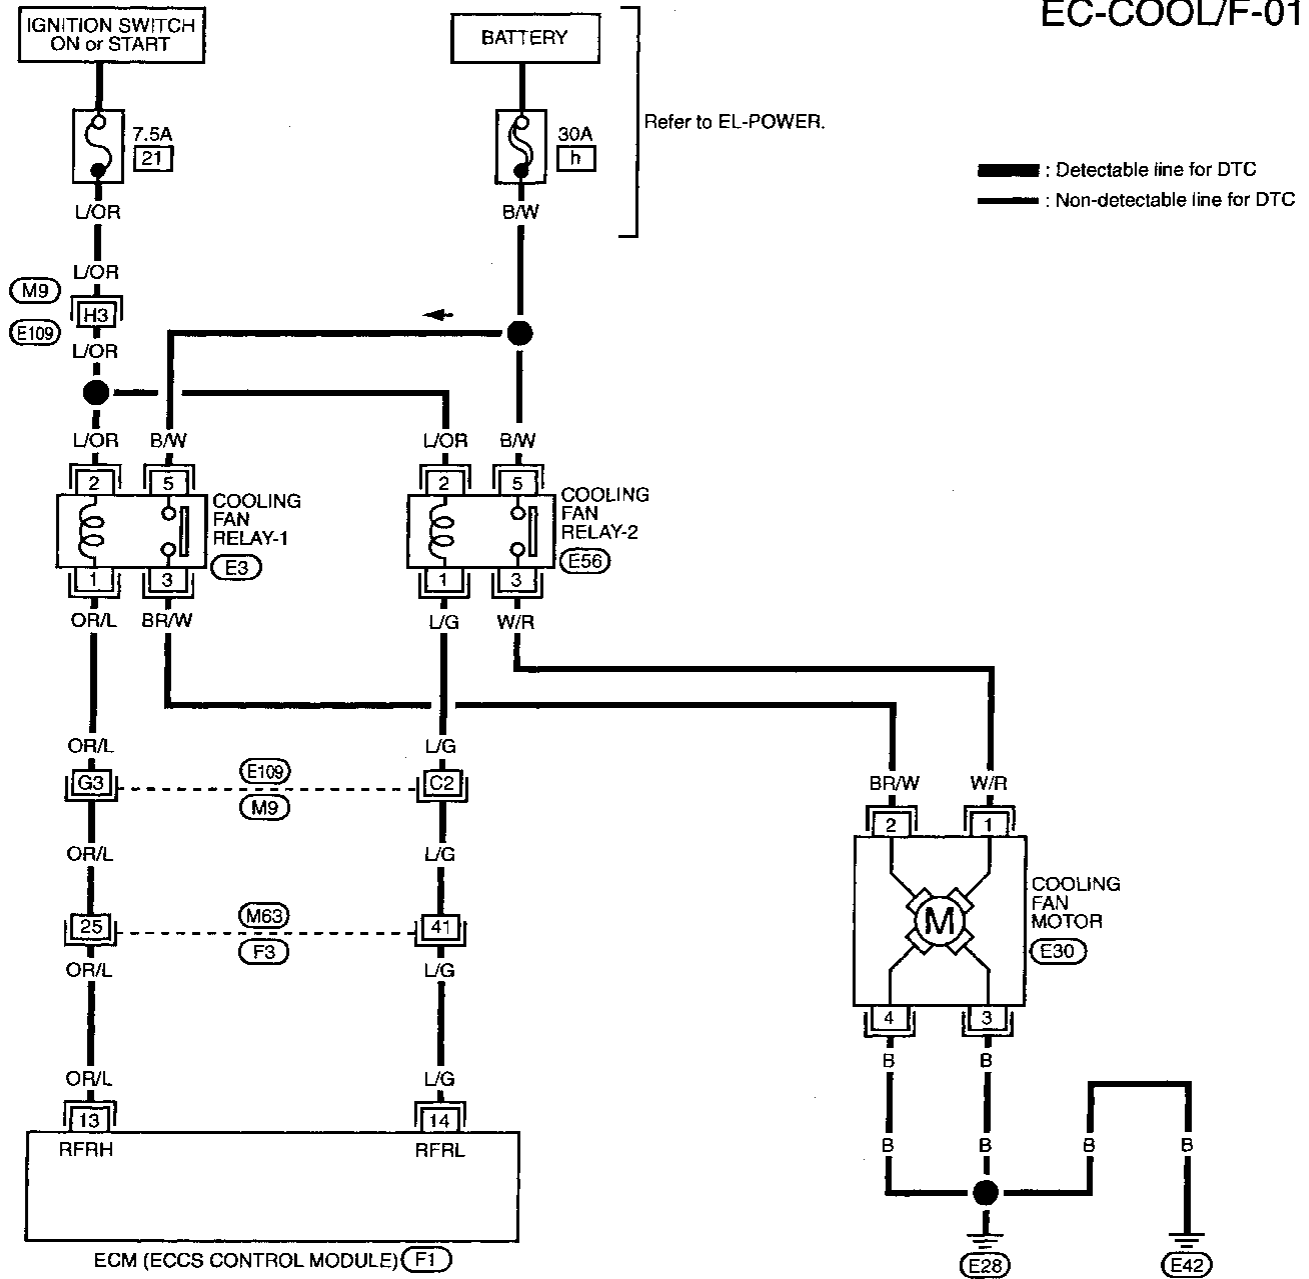 EC-COOL/F-01
IGNITION SWITCH
ON or START
BATTERY
7.5A
21
30A
h
Refer to EL-POWER.
: Detectable line for DTC
: Non-detectable line for DTC
L/OR
B/W
L/OR
M9
H3
E109
L/OR
L/OR
B/W
L/OR
B/W
2
5
2
5
COOLING
FAN
RELAY-1
E3
COOLING
FAN
RELAY-2
E56
1
3
1
3
OR/L
BR/W
L/G
W/R
OR/L
L/G
G3
E109
M9
C2
BR/W
W/R
2
1
OR/L
L/G
M
COOLING
FAN
MOTOR
E30
25
M63
F3
41
OR/L
L/G
4
3
B
B
OR/L
L/G
13
14
RFRH
RFRL
B
B
B
B
ECM (ECCS CONTROL MODULE)
F1
E28
E42